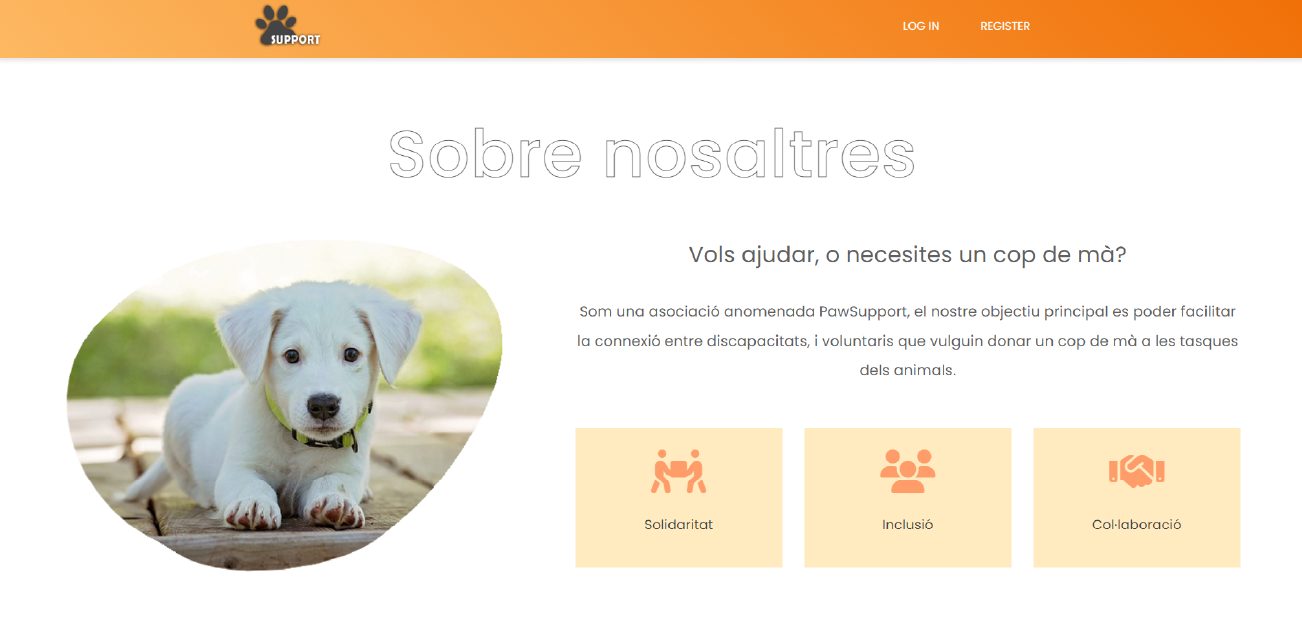 SUPPORT
LOG IN
REGISTER
Sobre nosaltres
Vols ajudar, o necesites un cop de mà?
Som una asociació anomenada PawSupport, el nostre objectiu principal es poder facilitar
la connexió entre discapacitats, i voluntaris que vulguin donar un cop de mà a les tasques
dels animals.
Solidaritat
Inclusió
Col·laboració